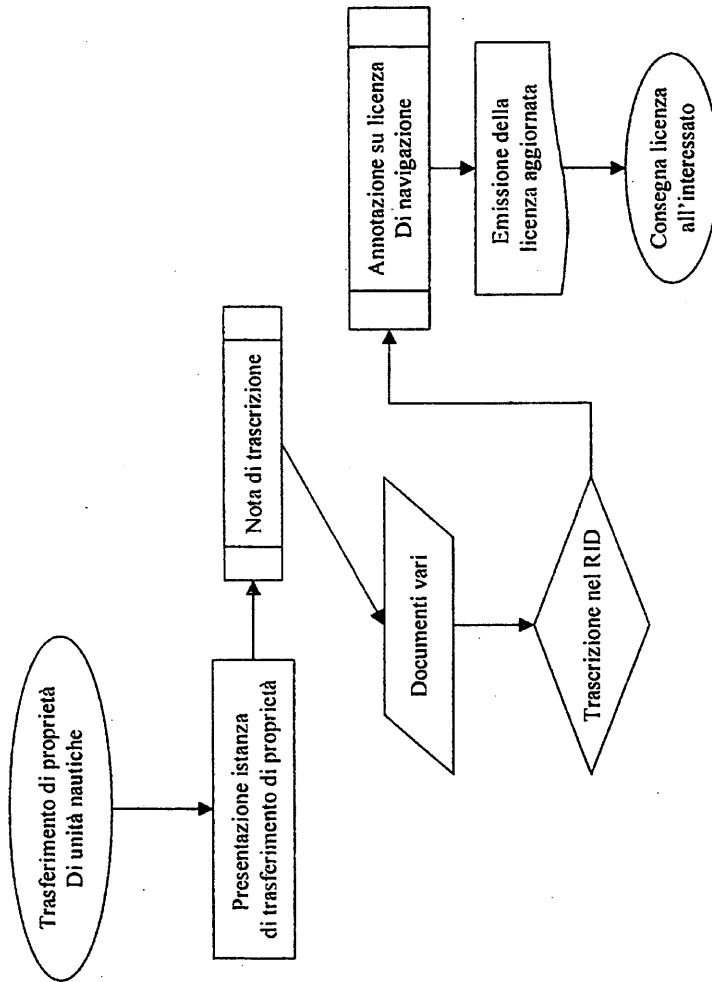 Trasferimento di proprietà
Di unità nautiche
Presentazione istanza
di trasferimento di proprietà
Nota di trascrizione
Documenti vari
Trascrizione nel RID
Annotazione su licenza
Di navigazione
Emissione della
licenza aggiornata
Consegna licenza
all'interessato